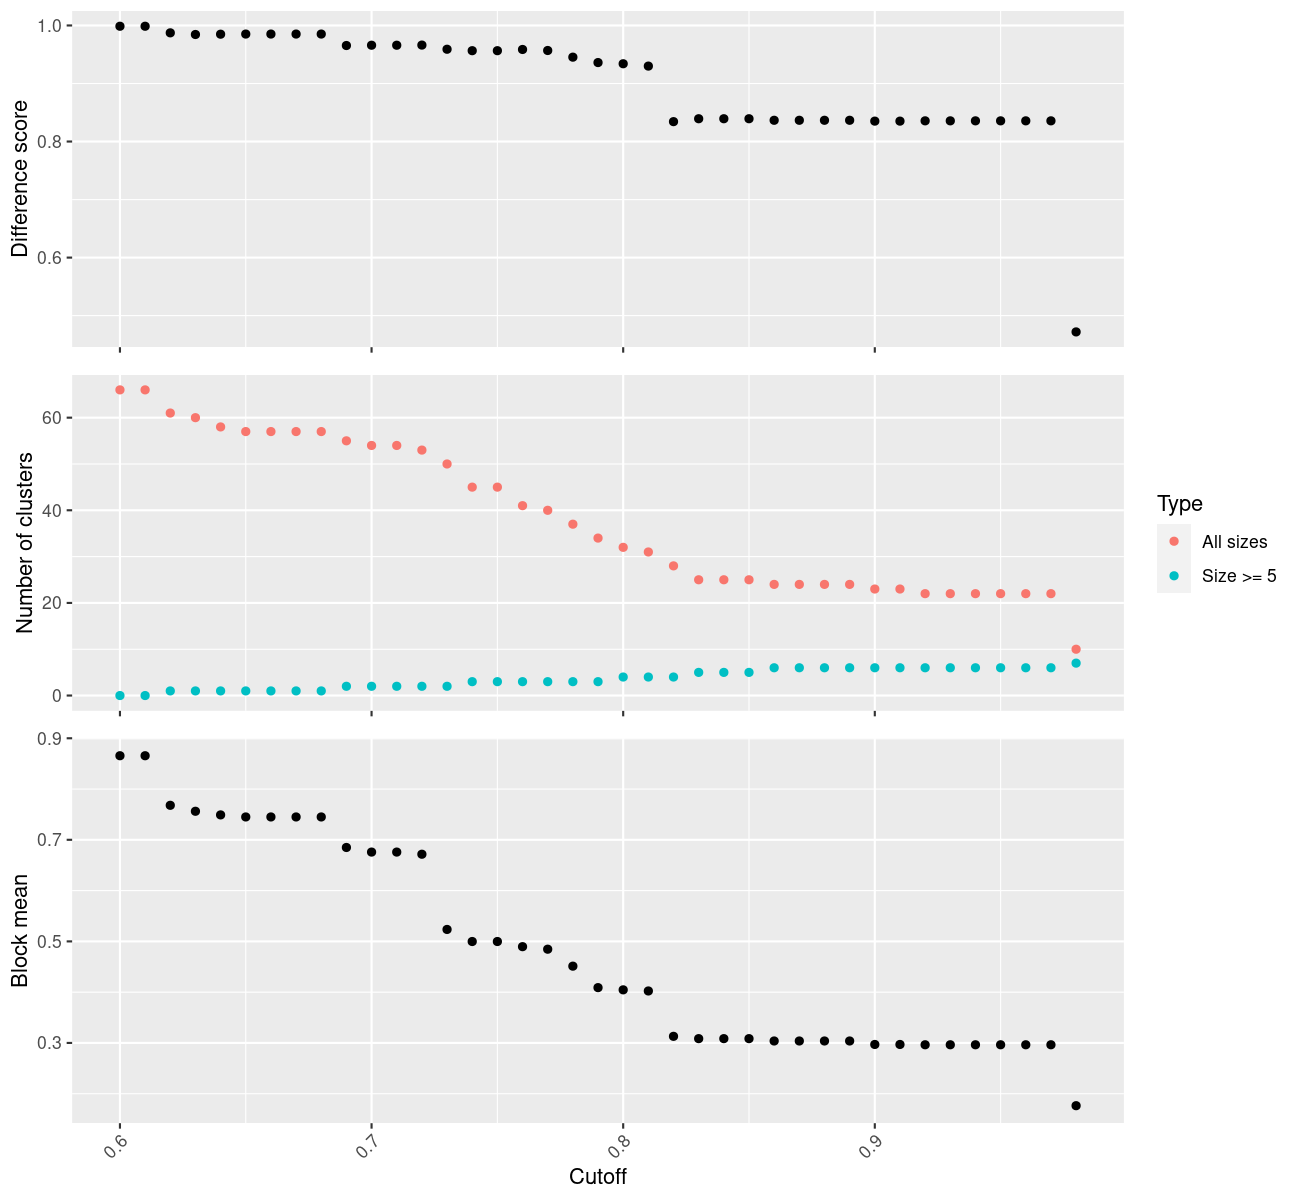 Difference score
1.0
0.8
0.6
Number of clusters
60
40
20
0
Type
All sizes
Size >= 5
Block mean
0.9
0.7
0.5
0.3
0.6
0.7
0.8
0.9
Cutoff